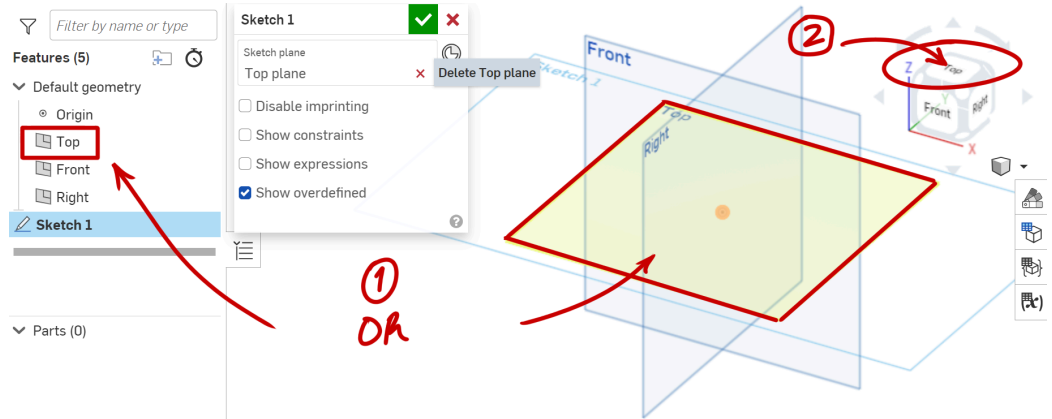 Filter by name or type
Features (5)
Default geometry
Origin
Top
Front
Right
Sketch 1
Parts (0)
Sketch 1
Sketch plane
Top plane
Delete Top plane
Disable imprinting
Show constraints
Show expressions
Show overdefined
?
1
OR
Front
Sketch 1
Top
Right
2
Z
Top
Y
Front
Right
X
(x)